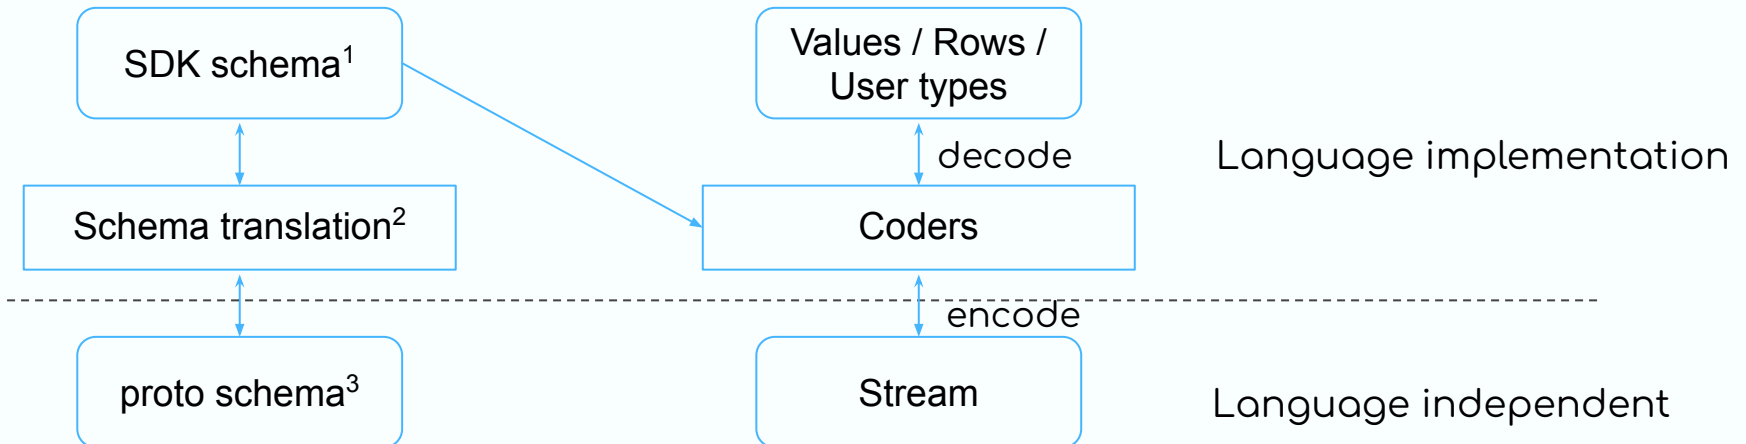 SDK schema¹
Values / Rows /
User types
decode
Language implementation
Schema translation²
Coders
encode
proto schema³
Stream
Language independent